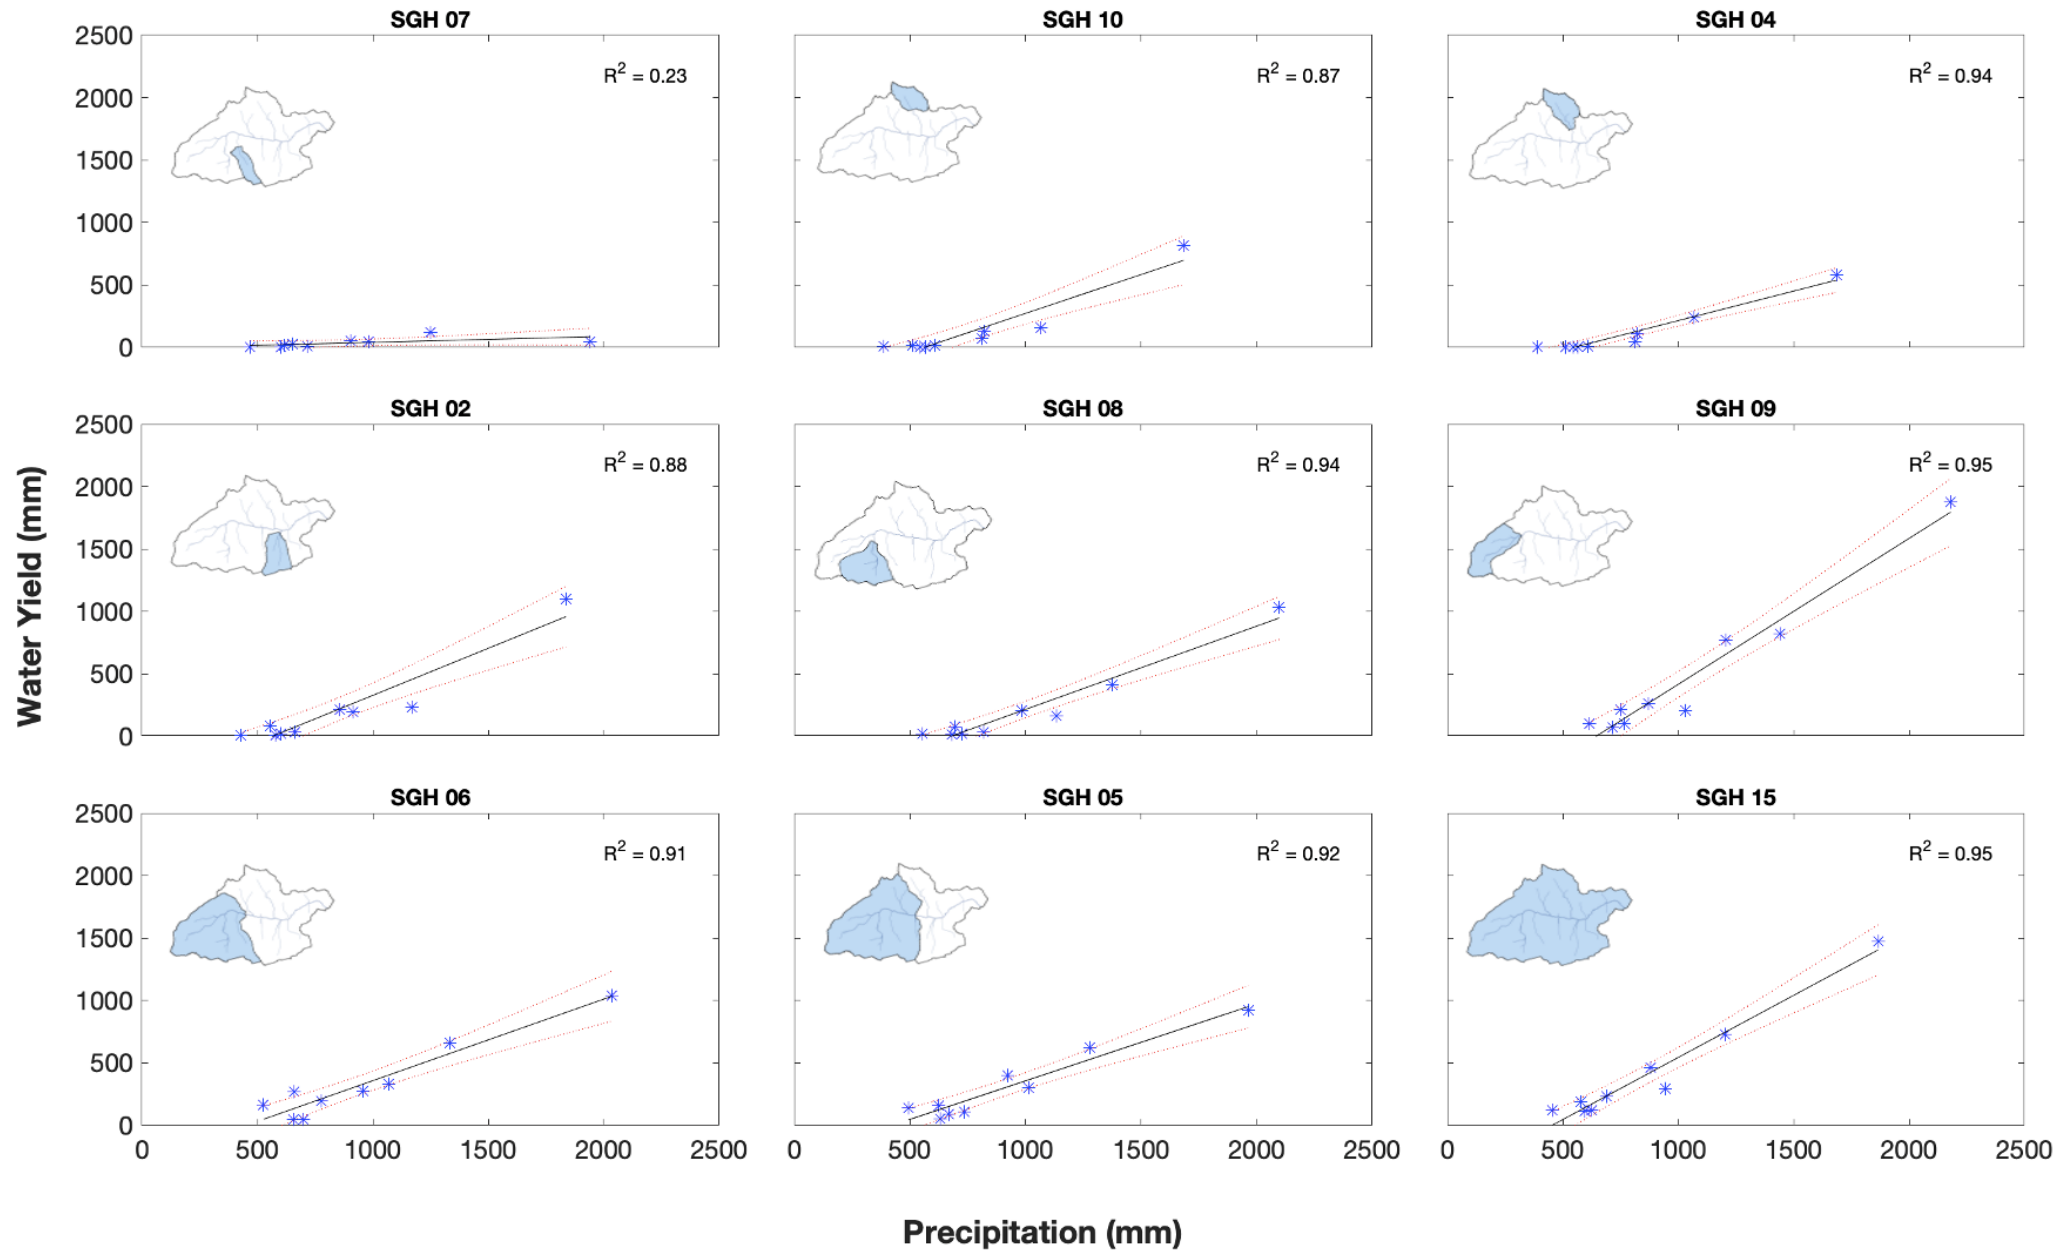 SGH 07
SGH 10
SGH 04
2500
2000
1500
1000
500
0
R2 = 0.23
R2 = 0.87
R2 = 0.94
SGH 02
SGH 08
SGH 09
2500
2000
1500
1000
500
0
R2 = 0.88
R2 = 0.94
R2 = 0.95
Water Yield (mm)
SGH 06
SGH 05
SGH 15
2500
2000
1500
1000
500
0
R2 = 0.91
R2 = 0.92
R2 = 0.95
0 500 1000 1500 2000 2500
0 500 1000 1500 2000 2500
0 500 1000 1500 2000 2500
Precipitation (mm)